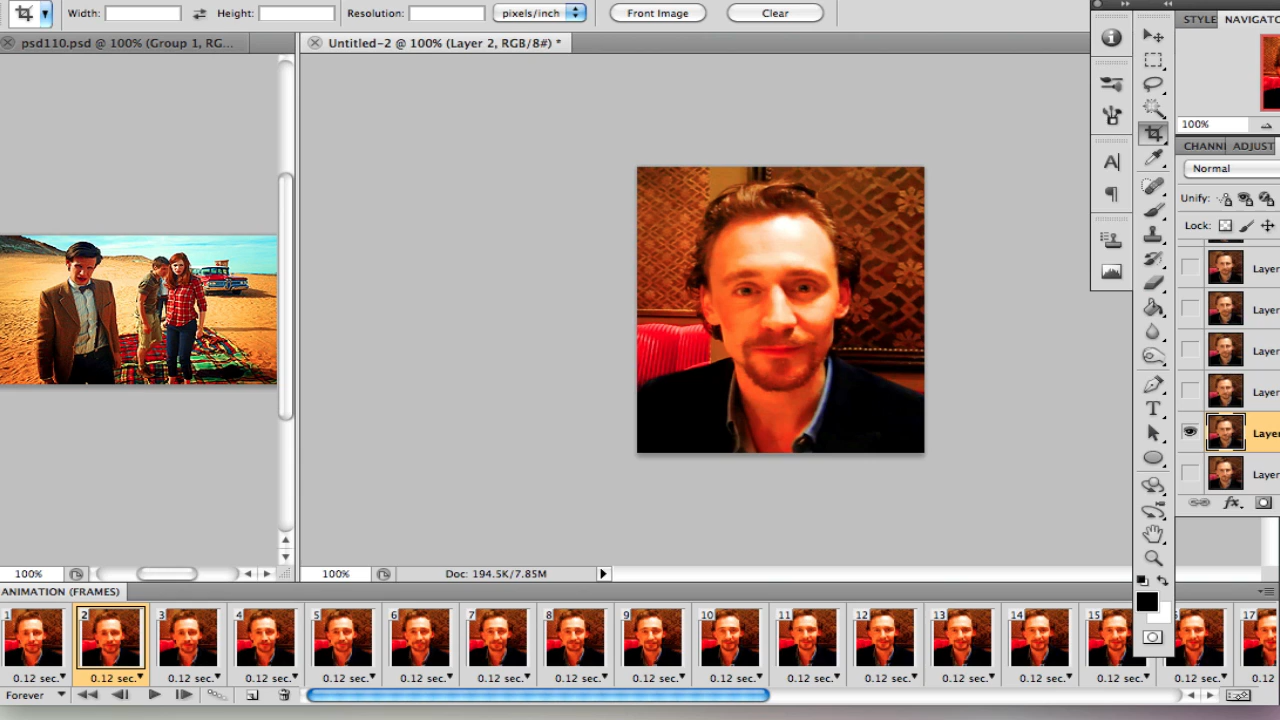 Width: Height: Resolution: pixels/inch Front Image Clear
STYLE NAVIGATOR
psd110.psd @ 100% (Group 1, RG...
Untitled-2 @ 100% (Layer 2, RGB/8#) *
100%
CHANNI ADJUST
Normal
Unify:
Lock:
Layer
Layer
Layer
Layer
Layer
Layer
fx
A
T
100%
100% Doc: 194.5K/7.85M
ANIMATION (FRAMES)
1 2 3 4 5 6 7 8 9 10 11 12 13 14 15 17
0.12 sec. 0.12 sec. 0.12 sec. 0.12 sec. 0.12 sec. 0.12 sec. 0.12 sec. 0.12 sec. 0.12 sec. 0.12 sec. 0.12 sec. 0.12 sec. 0.12 sec. 0.12 sec. 0.12 sec. 0.12 sec. 0.12 sec.
Forever